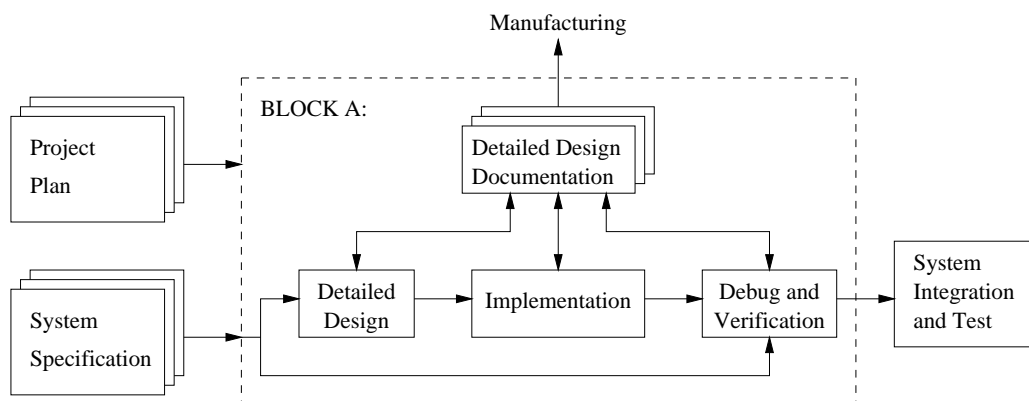 Manufacturing
BLOCK A:
Project
Plan
Detailed Design
Documentation
System
Specification
Detailed
Design
Implementation
Debug and
Verification
System
Integration
and Test